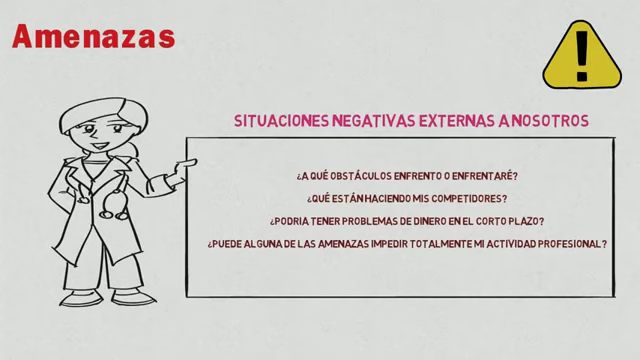 Amenazas
!
SITUACIONES NEGATIVAS EXTERNAS A NOSOTROS
¿A QUÉ OBSTÁCULOS ENFRENTO O ENFRENTARÉ?
¿QUÉ ESTÁN HACIENDO MIS COMPETIDORES?
¿PODRIA TENER PROBLEMAS DE DINERO EN EL CORTO PLAZO?
¿PUEDE ALGUNA DE LAS AMENAZAS IMPEDIR TOTALMENTE MI ACTIVIDAD PROFESIONAL?